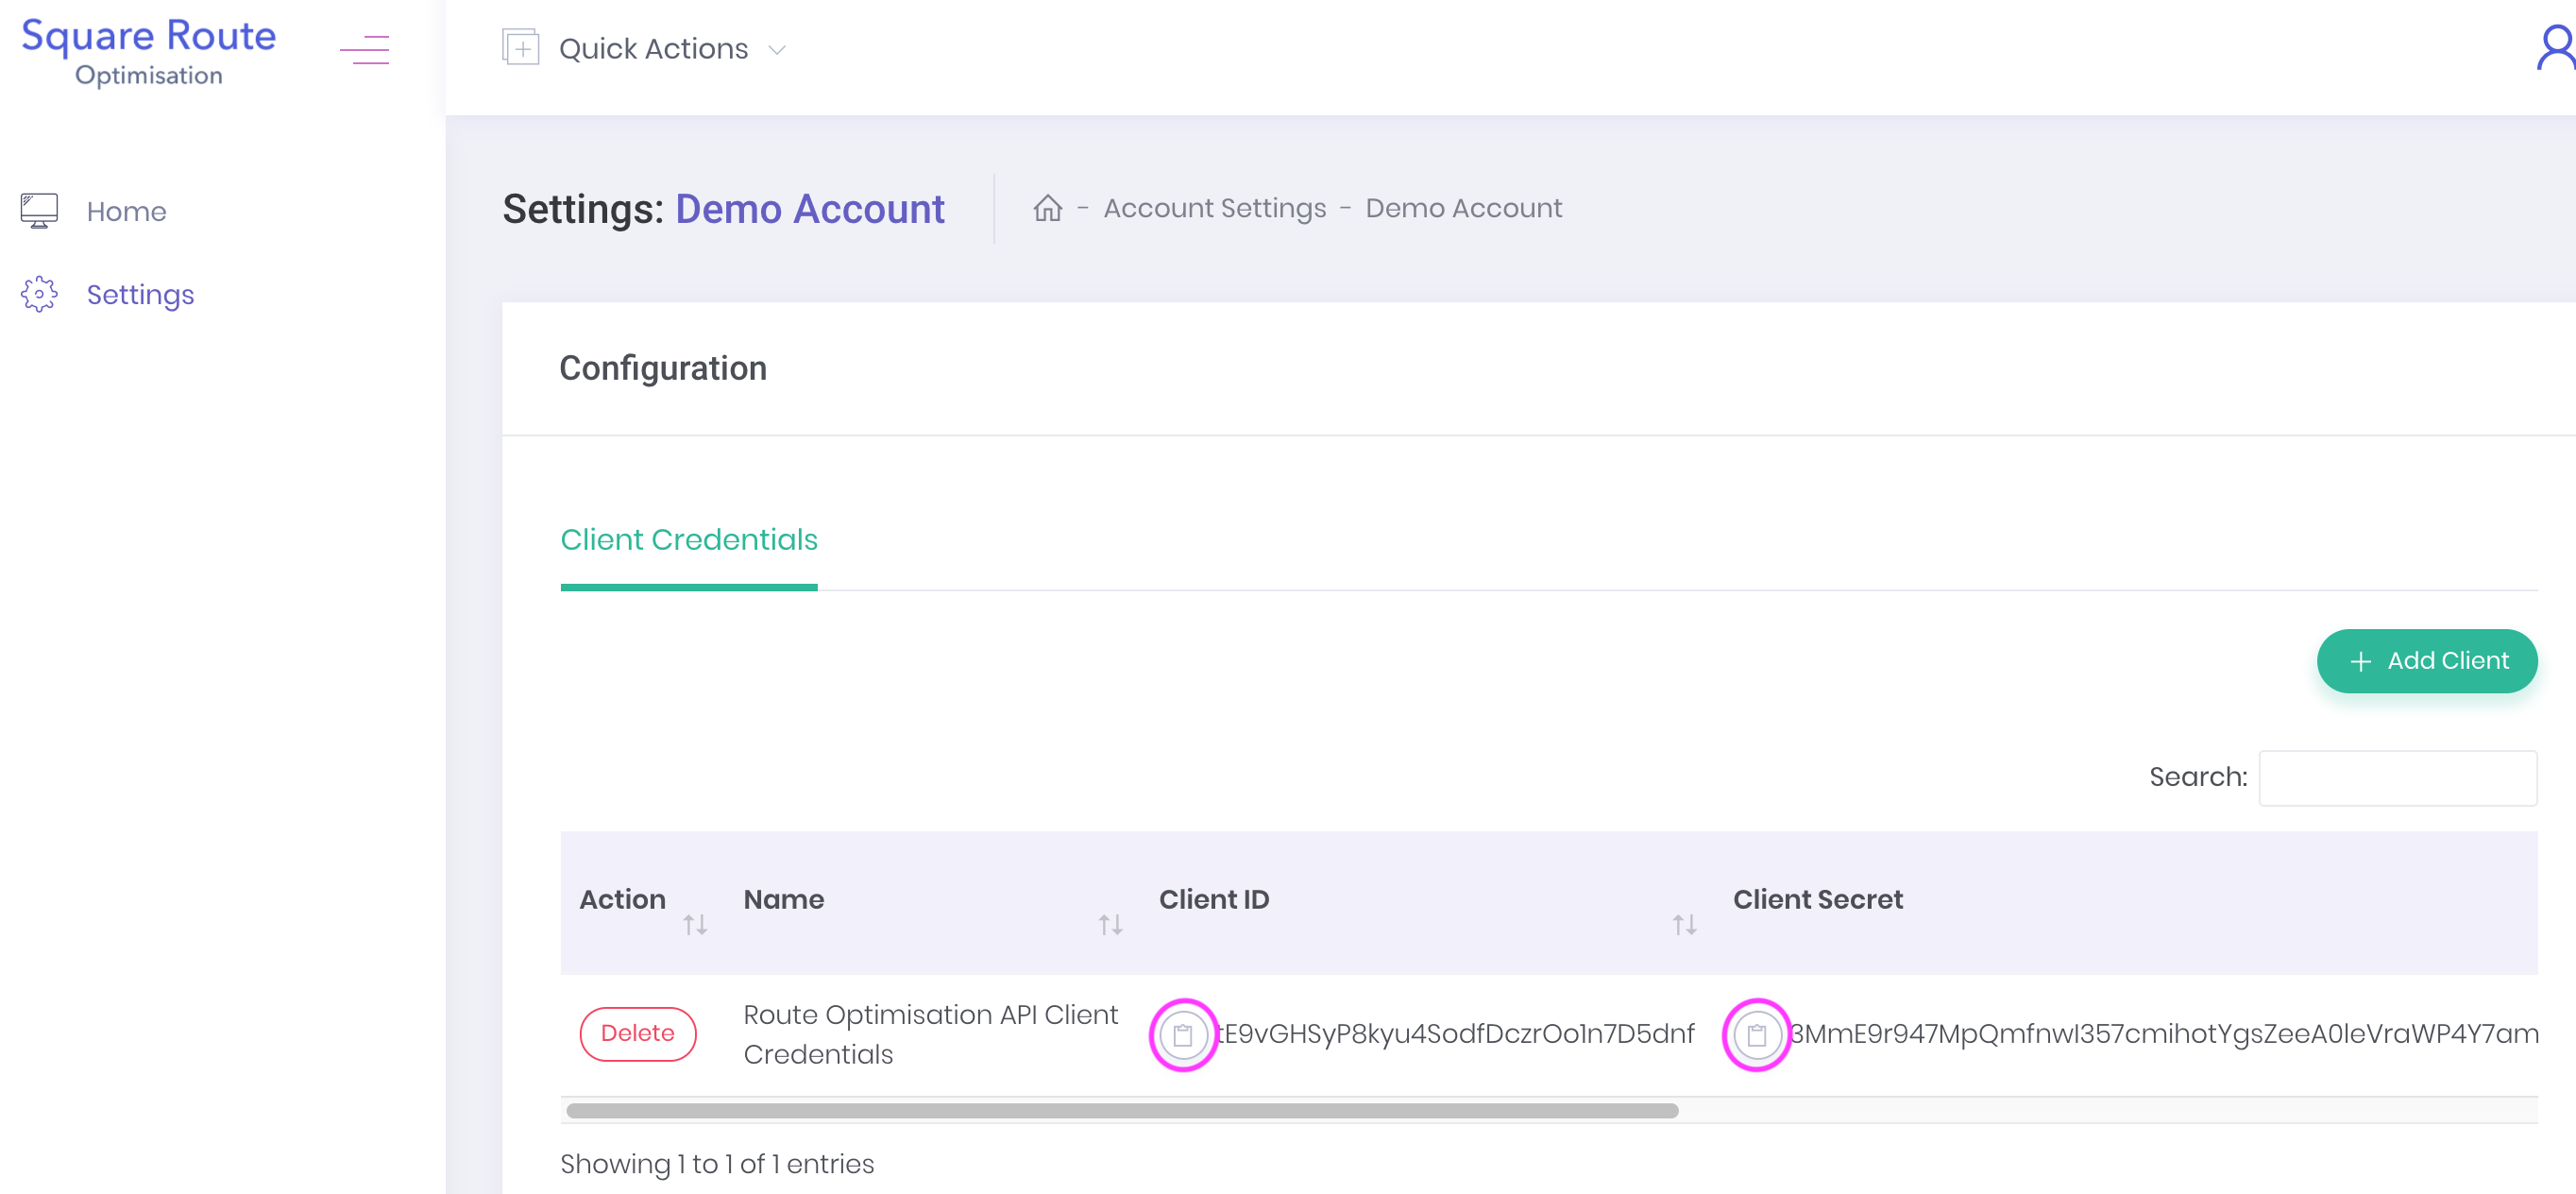 Square Route
Optimisation
Quick Actions
Home
Settings
Settings: Demo Account
- Account Settings - Demo Account
Configuration
Client Credentials
+ Add Client
Search:
Action Name Client ID Client Secret
Delete
Route Optimisation API Client
Credentials
tE9vGHSyP8kyu4SodfDczrOo1n7D5dnf
3MmE9r947MpQmfnwI357cmihotYgsZeeA0leVraWP4Y7am
Showing 1 to 1 of 1 entries